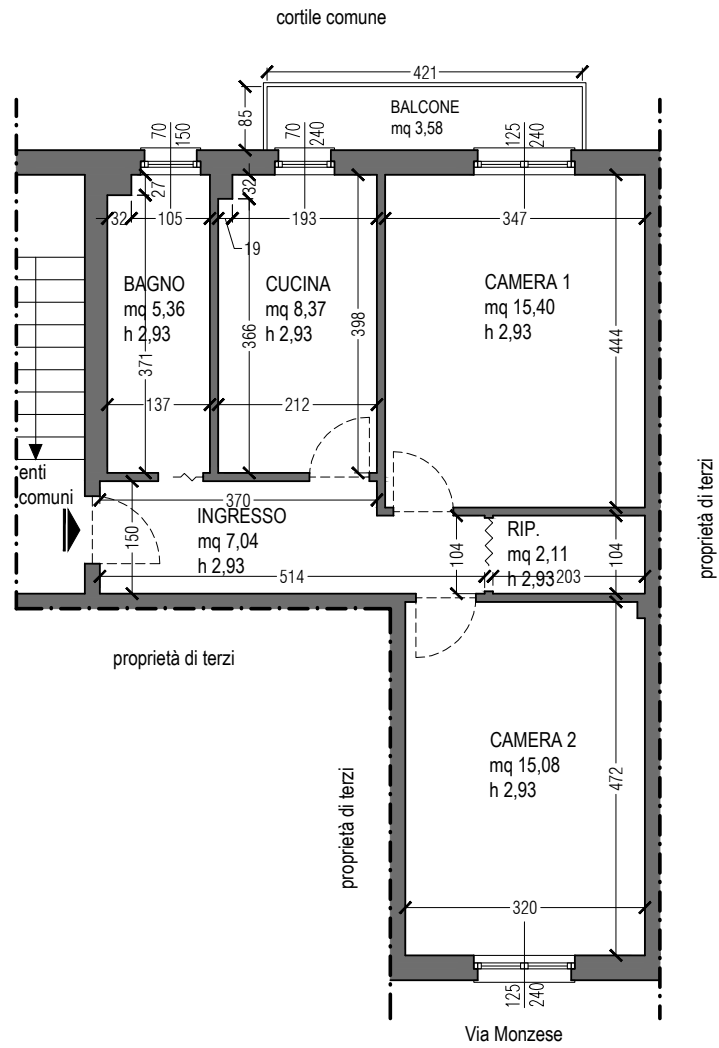 cortile comune
421
85
BALCONE
mq 3,58
70
150
70
240
125
240
27
32
32
105
193
347
19
BAGNO
mq 5,36
h 2,93
CUCINA
mq 8,37
h 2,93
CAMERA 1
mq 15,40
h 2,93
371
366
398
444
137
212
enti
comuni
370
INGRESSO
mq 7,04
h 2,93
150
514
104
RIP.
mq 2,11
h 2,93
203
104
proprietà di terzi
proprietà di terzi
proprietà di terzi
CAMERA 2
mq 15,08
h 2,93
472
320
125
240
Via Monzese